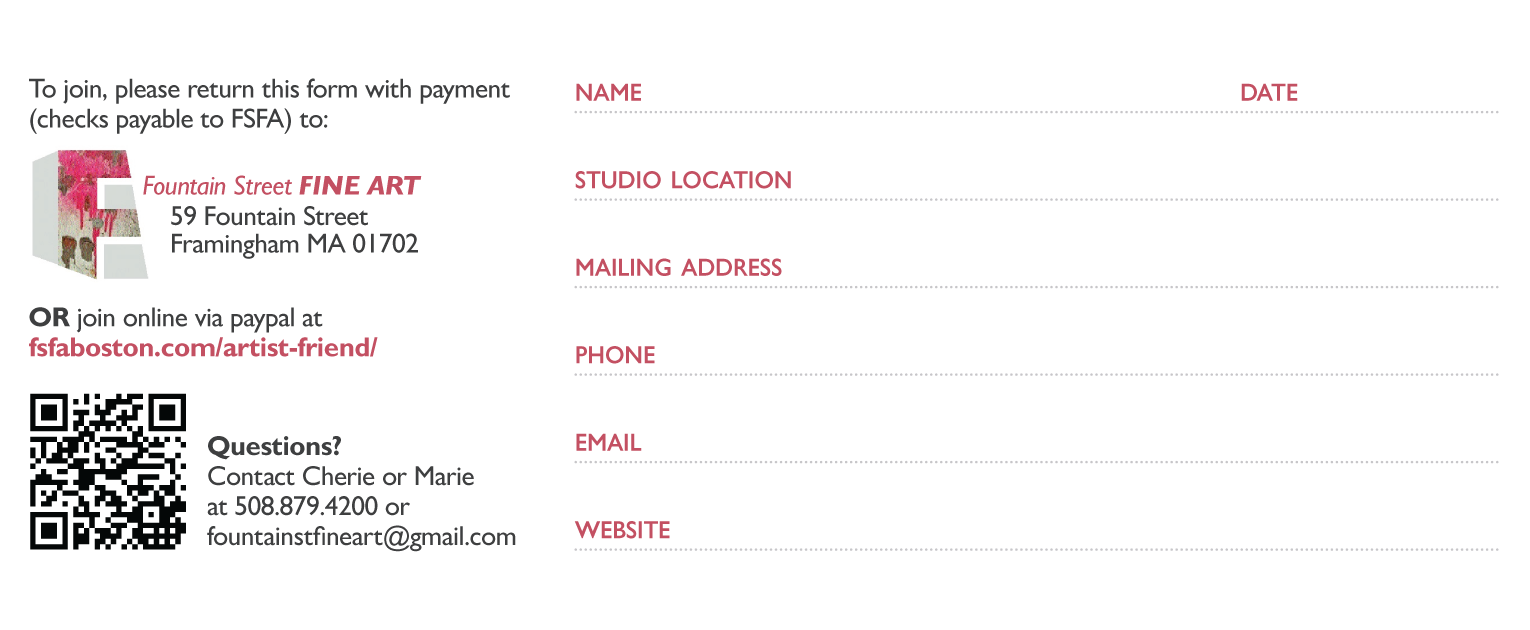 To join, please return this form with payment
(checks payable to FSFA) to:
Fountain Street FINE ART
59 Fountain Street
Framingham MA 01702
OR join online via paypal at
fsfaboston.com/artist-friend/
Questions?
Contact Cherie or Marie
at 508.879.4200 or
fountainstfineart@gmail.com
NAME DATE
STUDIO LOCATION
MAILING ADDRESS
PHONE
EMAIL
WEBSITE